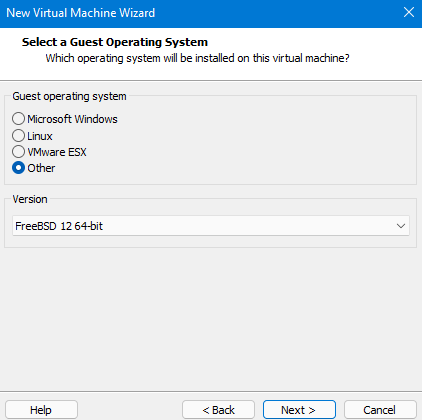 New Virtual Machine Wizard
Select a Guest Operating System
Which operating system will be installed on this virtual machine?
Guest operating system
Microsoft Windows
Linux
VMware ESX
Other
Version
FreeBSD 12 64-bit
Help
< Back
Next >
Cancel